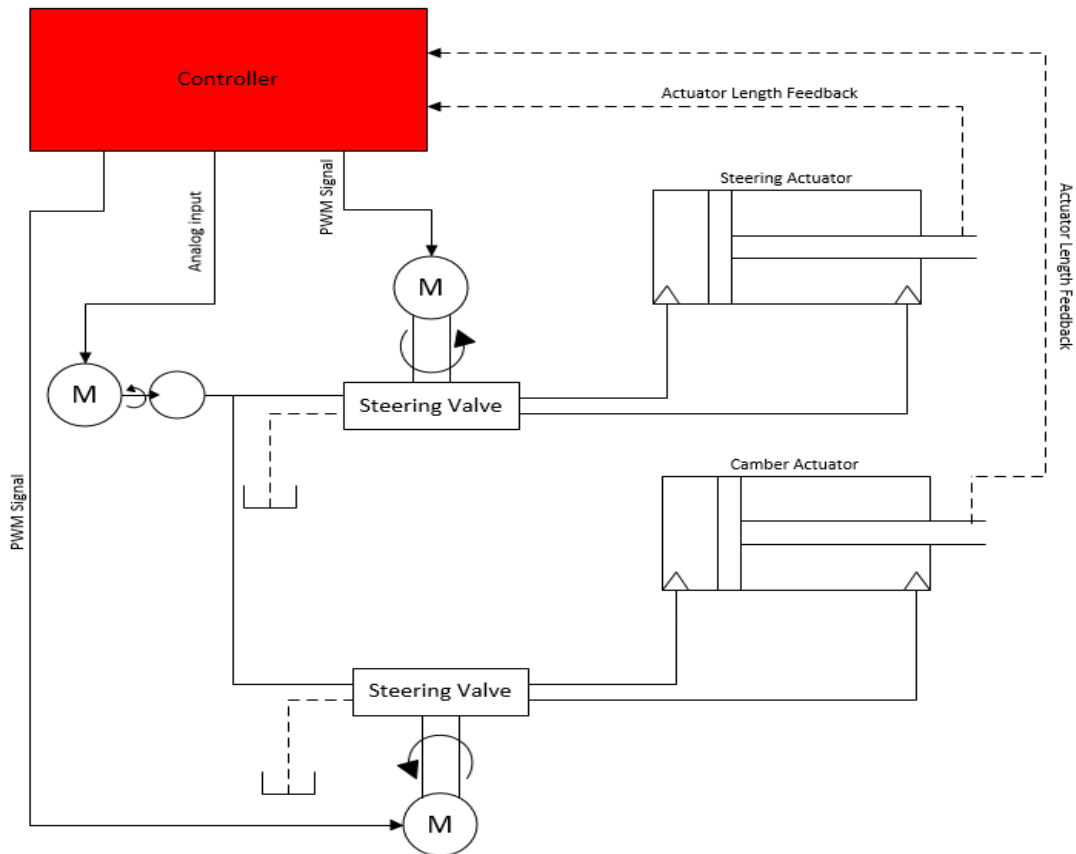 Controller
Actuator Length Feedback
Steering Actuator
PWM Signal
Analog input
Actuator Length Feedback
M
M
Steering Valve
Camber Actuator
PWM Signal
Steering Valve
M